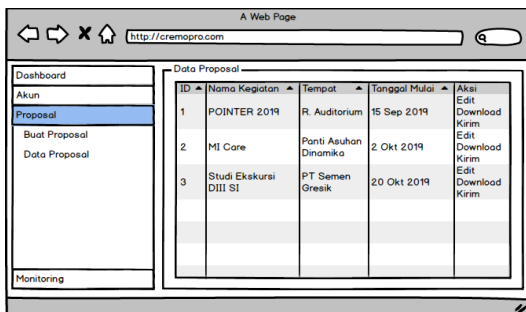 A Web Page
http://cremopro.com
Dashboard
Akun
Proposal
Buat Proposal
Data Proposal
Monitoring
Data Proposal
ID Nama Kegiatan Tempat Tanggal Mulai Aksi
1 POINTER 2019 R. Auditorium 15 Sep 2019 Edit
Download
Kirim
2 MI Care Panti Asuhan
Dinamika 2 Okt 2019 Edit
Download
Kirim
3 Studi Ekskursi
DIII SI PT Semen
Gresik 20 Okt 2019 Edit
Download
Kirim